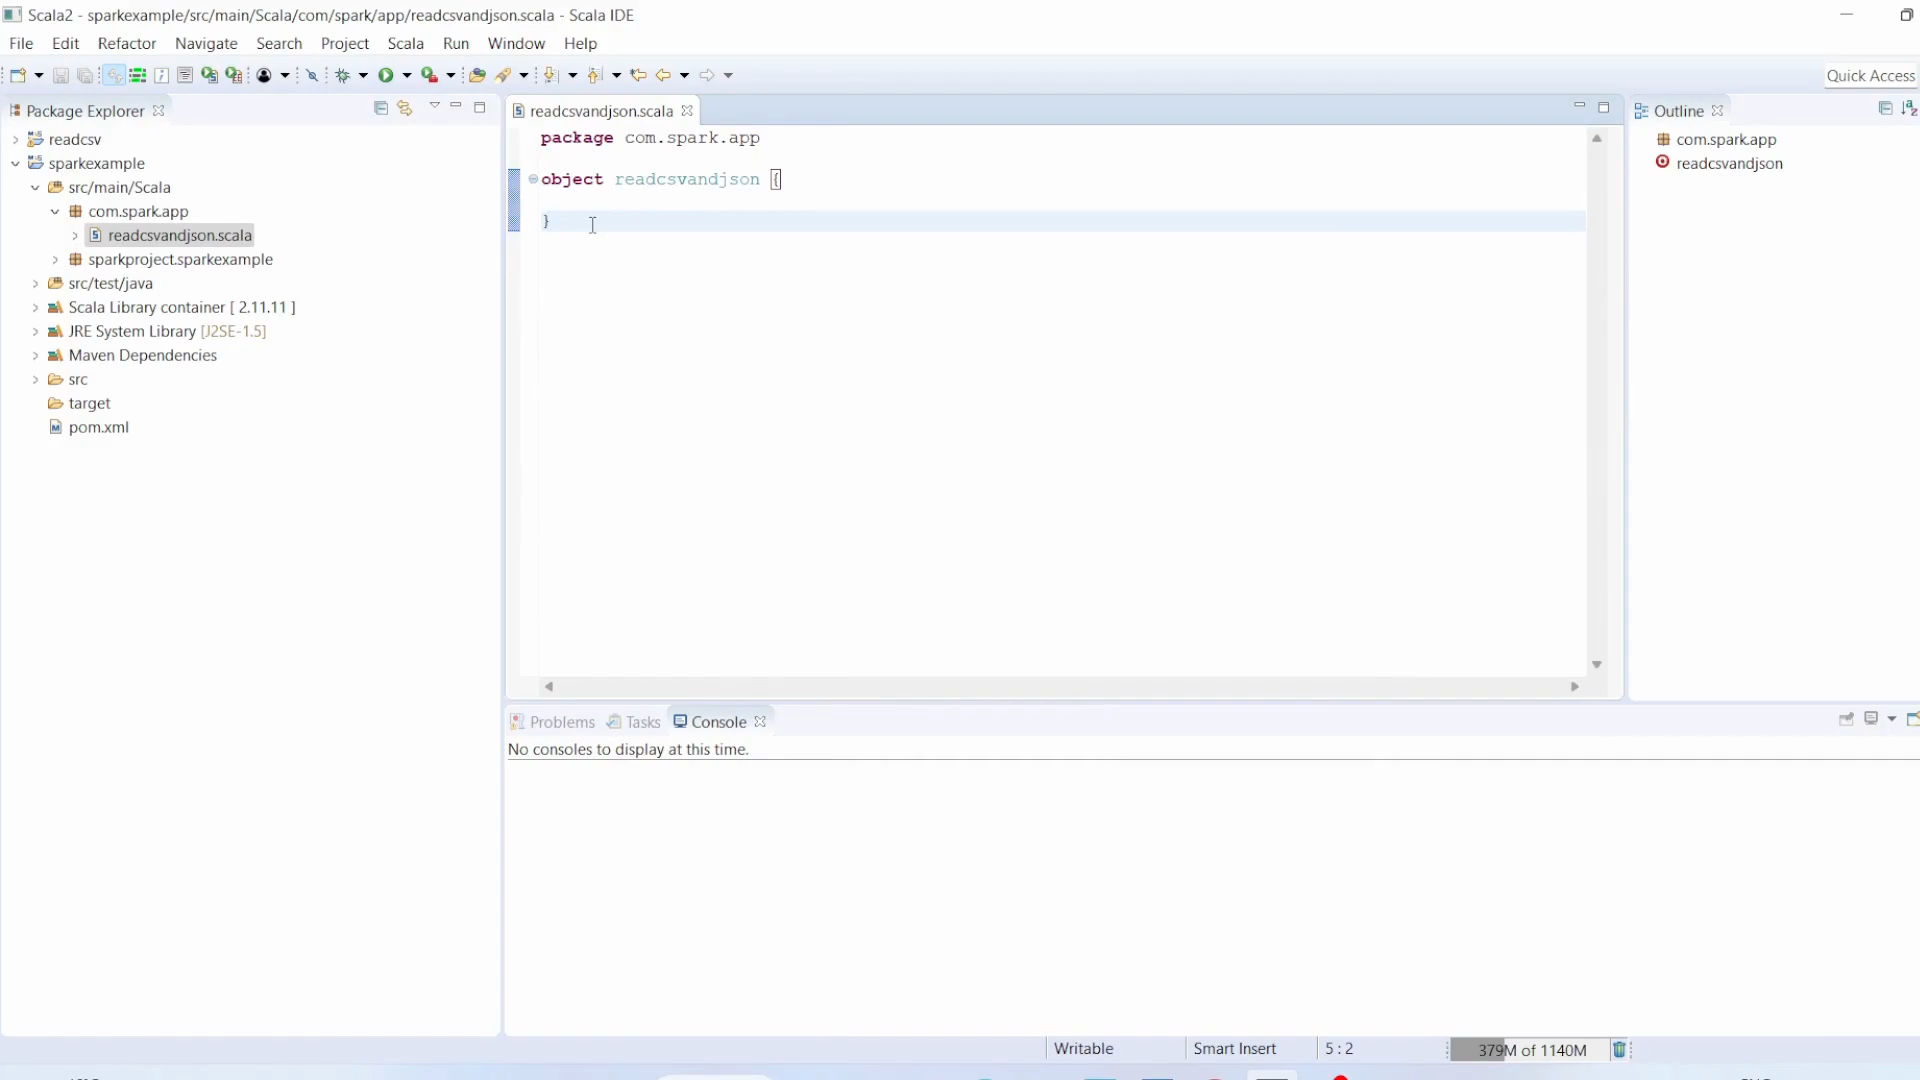 Scala2 - sparkexample/src/main/Scala/com/spark/app/readcsvandjson.scala - Scala IDE
File Edit Refactor Navigate Search Project Scala Run Window Help
Quick Access
Package Explorer
readcsv
sparkexample
src/main/Scala
com.spark.app
readcsvandjson.scala
sparkproject.sparkexample
src/test/java
Scala Library container [ 2.11.11 ]
JRE System Library [J2SE-1.5]
Maven Dependencies
src
target
pom.xml
readcsvandjson.scala
package com.spark.app
object readcsvandjson {
}
Outline
com.spark.app
readcsvandjson
Problems Tasks Console
No consoles to display at this time.
Writable Smart Insert 5 : 2 379M of 1140M